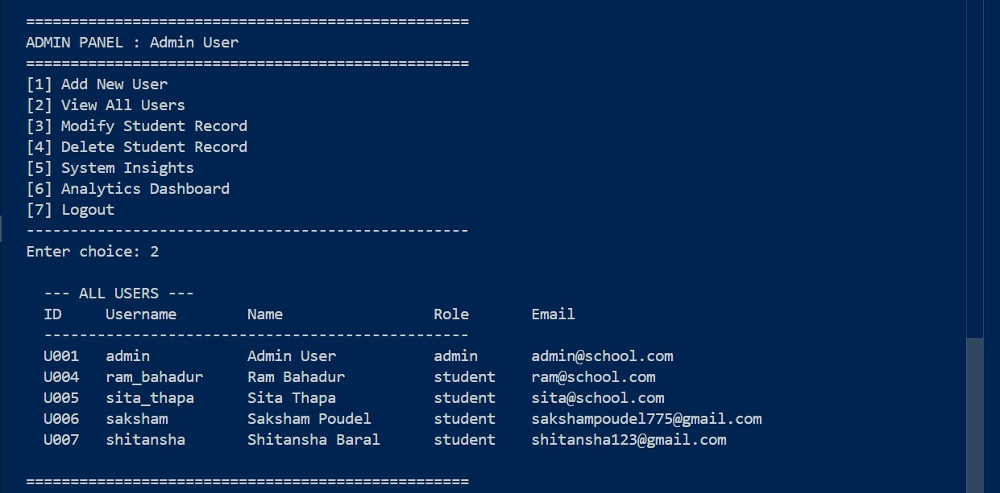 ==================================================
ADMIN PANEL : Admin User
==================================================
[1] Add New User
[2] View All Users
[3] Modify Student Record
[4] Delete Student Record
[5] System Insights
[6] Analytics Dashboard
[7] Logout
--------------------------------------------------
Enter choice: 2

  --- ALL USERS ---
  ID     Username        Name                 Role       Email
  ------------------------------------------------
  U001   admin           Admin User           admin      admin@school.com
  U004   ram_bahadur     Ram Bahadur          student    ram@school.com
  U005   sita_thapa      Sita Thapa           student    sita@school.com
  U006   saksham         Saksham Poudel       student    sakshampoudel775@gmail.com
  U007   shitansha       Shitansha Baral      student    shitansha123@gmail.com

==================================================